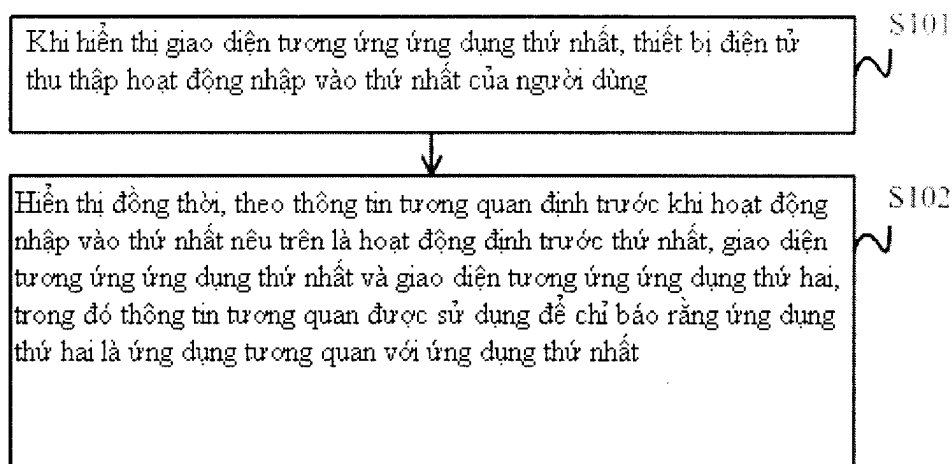 S101
Khi hiển thị giao diện tương ứng ứng dụng thứ nhất, thiết bị điện tử
thu thập hoạt động nhập vào thứ nhất của người dùng
S102
Hiển thị đồng thời, theo thông tin tương quan định trước khi hoạt động
nhập vào thứ nhất nêu trên là hoạt động định trước thứ nhất, giao diện
tương ứng ứng dụng thứ nhất và giao diện tương ứng ứng dụng thứ hai,
trong đó thông tin tương quan được sử dụng để chỉ báo rằng ứng dụng
thứ hai là ứng dụng tương quan với ứng dụng thứ nhất